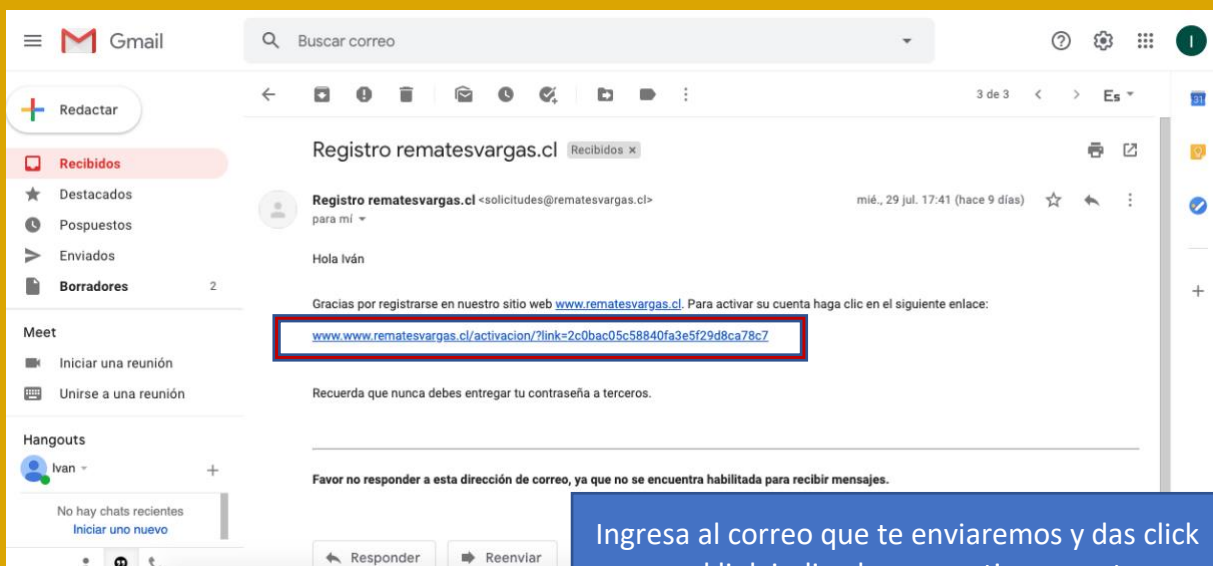 Gmail
Buscar correo
I
Redactar
3 de 3
Es
31
Recibidos
Destacados
Pospuestos
Enviados
Borradores 2
Meet
Iniciar una reunión
Unirse a una reunión
Hangouts
Ivan
No hay chats recientes
Iniciar uno nuevo
Registro rematesvargas.cl Recibidos x
Registro rematesvargas.cl <solicitudes@rematesvargas.cl> mié., 29 jul. 17:41 (hace 9 días)
para mí
Hola Iván
Gracias por registrarse en nuestro sitio web www.rematesvargas.cl. Para activar su cuenta haga clic en el siguiente enlace:
www.www.rematesvargas.cl/activacion/?link=2c0bac05c58840fa3e5f29d8ca78c7
Recuerda que nunca debes entregar tu contraseña a terceros.
Favor no responder a esta dirección de correo, ya que no se encuentra habilitada para recibir mensajes.
Responder
Reenviar
Ingresa al correo que te enviaremos y das click